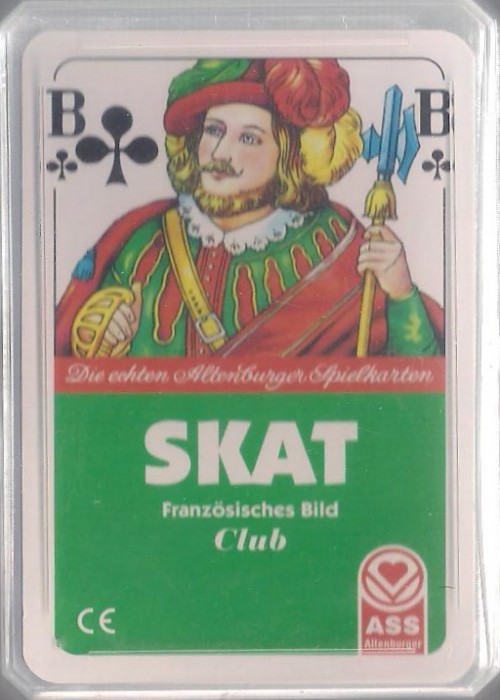 B B
Die echten Altenburger Spielkarten
SKAT
Französisches Bild
Club
CE
ASS
Altenburger